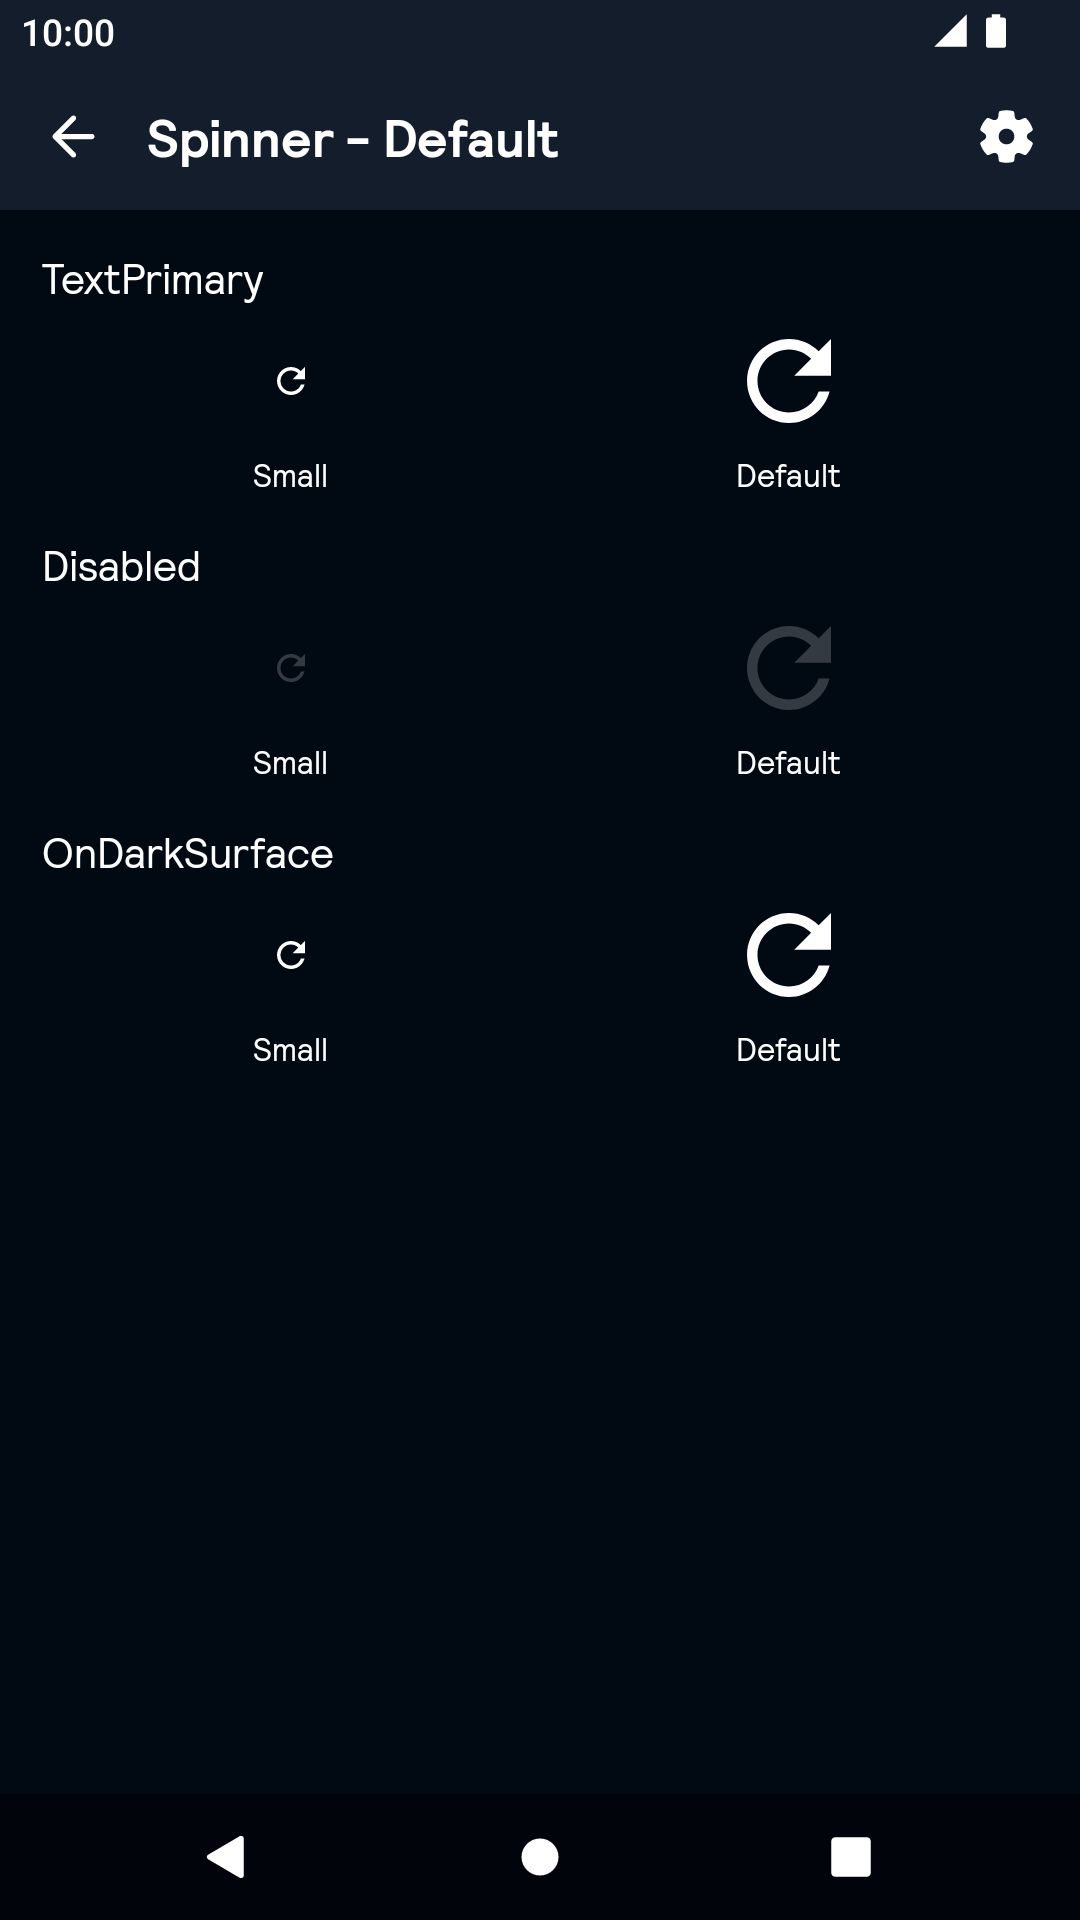 10:00
Spinner - Default
TextPrimary
Small Default
Disabled
Small Default
OnDarkSurface
Small Default